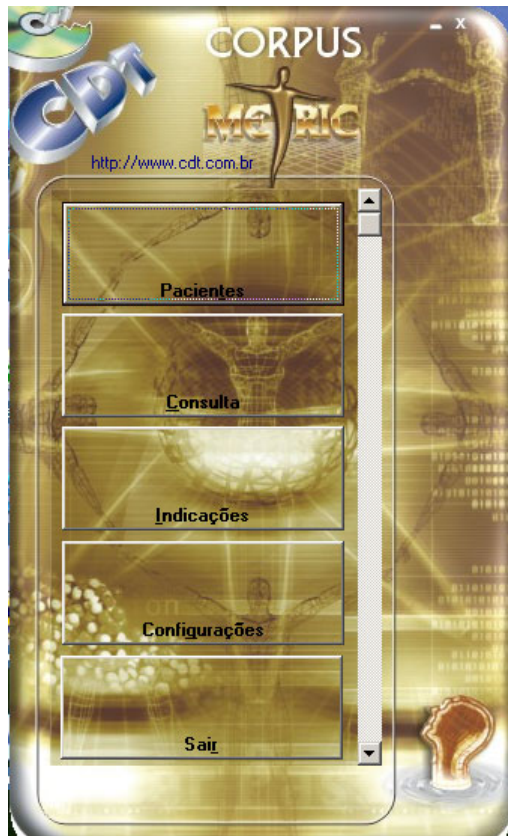 CDT
CORPUS
METRIC
http://www.cdt.com.br
Pacientes
Consulta
Indicações
Configurações
Sair